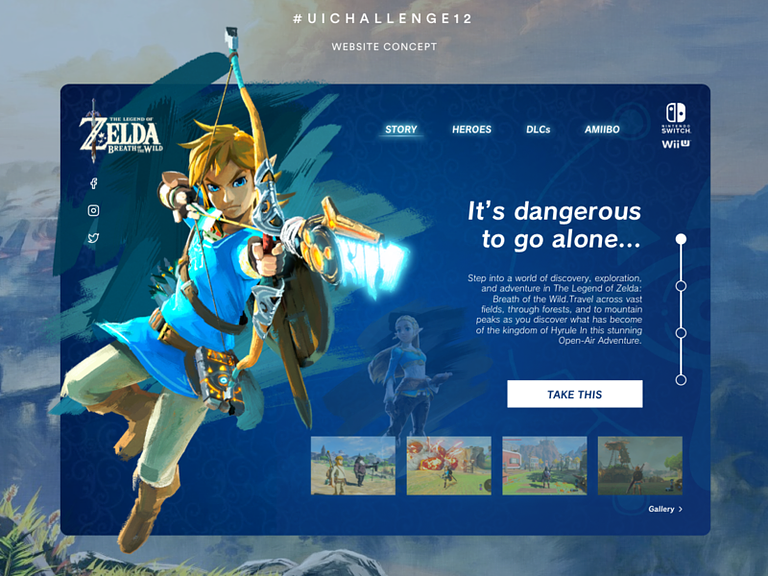 #UICHALLENGE12
WEBSITE CONCEPT
THE LEGEND OF
ZELDA
BREATH OF THE WILD
STORY
HEROES
DLCs
AMIIBO
NINTENDO
SWITCH
Wii U
It's dangerous
to go alone...
Step into a world of discovery, exploration,
and adventure in The Legend of Zelda:
Breath of the Wild.Travel across vast
fields, through forests, and to mountain
peaks as you discover what has become
of the kingdom of Hyrule In this stunning
Open-Air Adventure.
TAKE THIS
Gallery